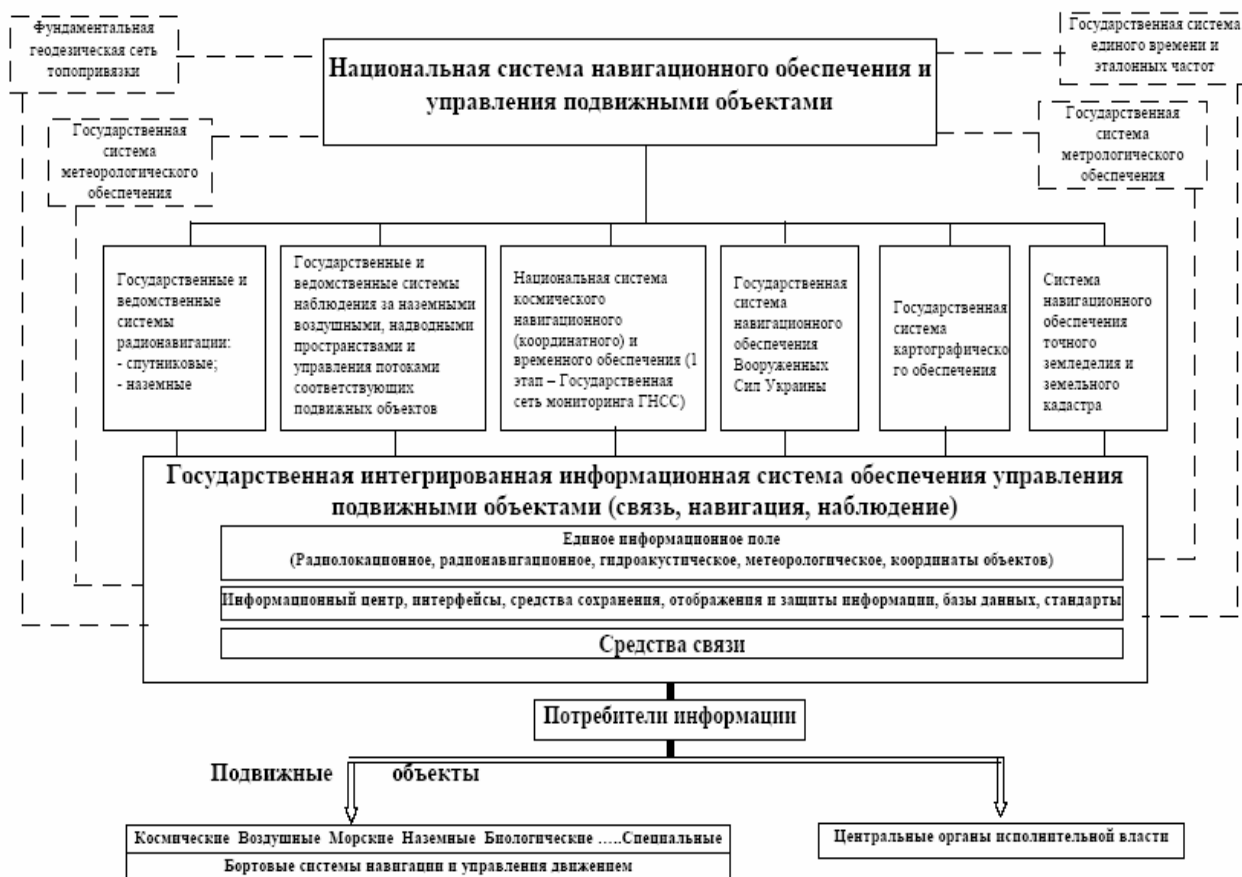 Фундаментальная
геодезическая сеть
топопривязки
Национальная система навигационного обеспечения и
управления подвижными объектами
Государственная система
единого времени и
эталонных частот
Государственная
система
метеорологического
обеспечения
Государственная
система
метрологического
обеспечения
Государственные и
ведомственные
системы
радионавигации:
- спутниковые;
- наземные
Государственные и
ведомственные системы
наблюдения за наземными
воздушными, надводными
пространствами и
управления потоками
соответствующих
подвижных объектов
Национальная система
космического
навигационного
(координатного) и
временного обеспечения (1
этап – Государственная
сеть мониторинга ГНСС)
Государственная
система
навигационного
обеспечения
Вооруженных
Сил Украины
Государственная
система
картографическо
го обеспечения
Система
навигационного
обеспечения
точного
земледелия и
земельного
кадастра
Государственная интегрированная информационная система обеспечения управления
подвижными объектами (связь, навигация, наблюдение)
Единое информационное поле
(Радиолокационное, радионавигационное, гидроакустическое, метеорологическое, координаты объектов)
Информационный центр, интерфейсы, средства сохранения, отображения и защиты информации, базы данных, стандарты
Средства связи
Потребители информации
Подвижные объекты
Космические Воздушные Морские Наземные Биологические .....Специальные
Бортовые системы навигации и управления движением
Центральные органы исполнительной власти